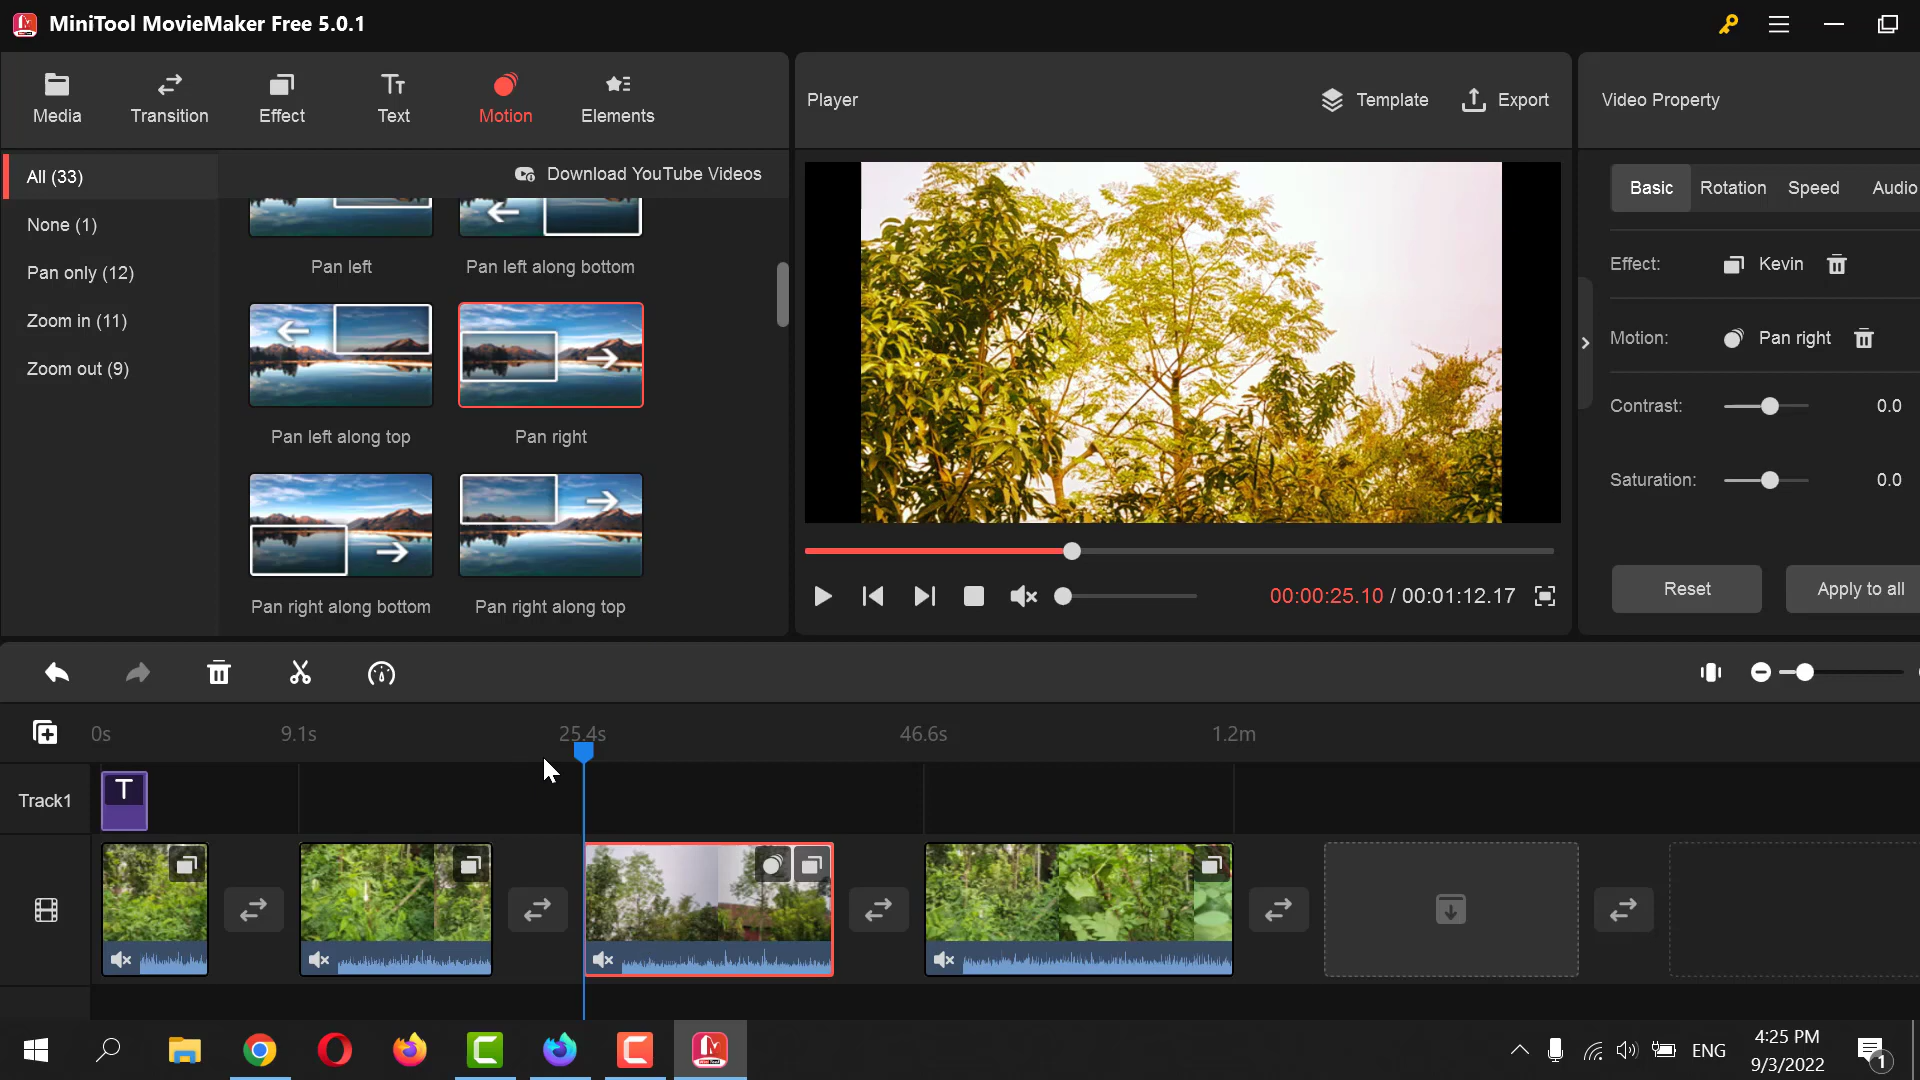 MiniTool MovieMaker Free 5.0.1
Media
Transition
Effect
Text
Motion
Elements
Player
Template
Export
Video Property
All (33)
None (1)
Pan only (12)
Zoom in (11)
Zoom out (9)
Download YouTube Videos
Pan left
Pan left along bottom
Pan left along top
Pan right
Pan right along bottom
Pan right along top
00:00:25.10 / 00:01:12.17
Basic
Rotation
Speed
Audio
Effect:
Kevin
Motion:
Pan right
Contrast:
0.0
Saturation:
0.0
Reset
Apply to all
0s
9.1s
25.4s
46.6s
1.2m
Track1
T
ENG
4:25 PM
9/3/2022
1